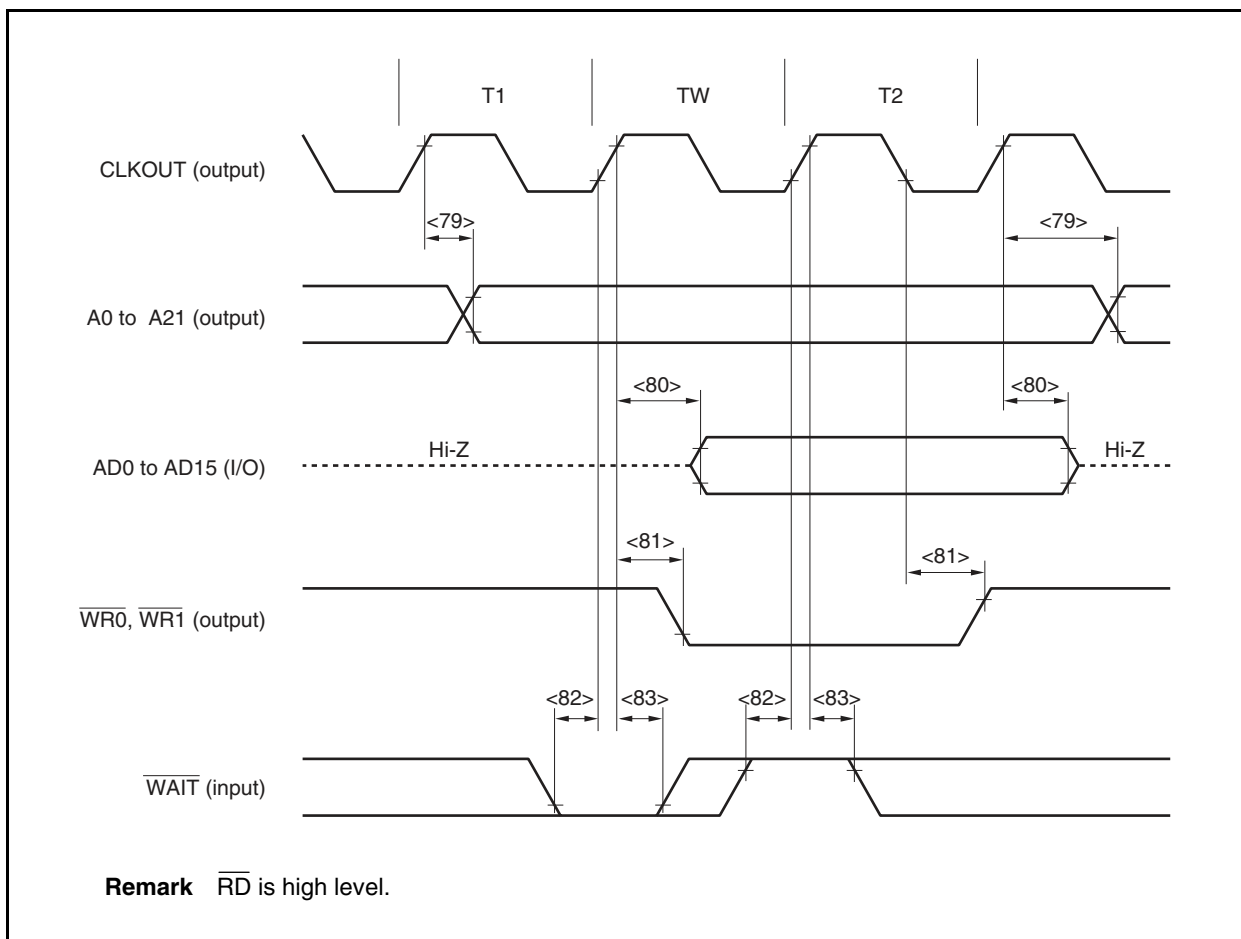 T1 TW T2
CLKOUT (output)
<79> <79>
A0 to A21 (output)
<80> <80>
Hi-Z Hi-Z
AD0 to AD15 (I/O)
<81> <81>
WR0, WR1 (output)
<82> <83> <82> <83>
WAIT (input)
Remark RD is high level.